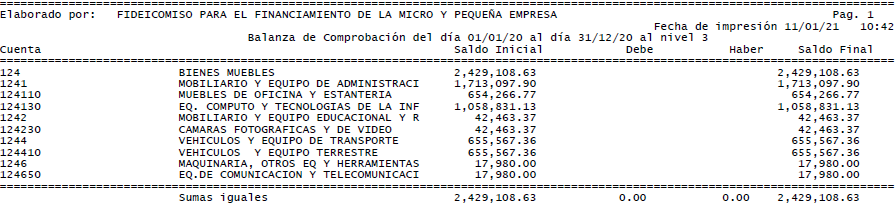 Elaborado por: FIDEICOMISO PARA EL FINANCIAMIENTO DE LA MICRO Y PEQUEÑA EMPRESA Pag. 1
Fecha de impresión 11/01/21 10:42
Balanza de Comprobación del día 01/01/20 al día 31/12/20 al nivel 3
Cuenta Saldo Inicial Debe Haber Saldo Final
124 BIENES MUEBLES 2,429,108.63 2,429,108.63
1241 MOBILIARIO Y EQUIPO DE ADMINISTRACI 1,713,097.90 1,713,097.90
124110 MUEBLES DE OFICINA Y ESTANTERIA 654,266.77 654,266.77
124130 EQ. COMPUTO Y TECNOLOGIAS DE LA INF 1,058,831.13 1,058,831.13
1242 MOBILIARIO Y EQUIPO EDUCACIONAL Y R 42,463.37 42,463.37
124230 CAMARAS FOTOGRAFICAS Y DE VIDEO 42,463.37 42,463.37
1244 VEHICULOS Y EQUIPO DE TRANSPORTE 655,567.36 655,567.36
124410 VEHICULOS Y EQUIPO TERRESTRE 655,567.36 655,567.36
1246 MAQUINARIA, OTROS EQ Y HERRAMIENTAS 17,980.00 17,980.00
124650 EQ.DE COMUNICACION Y TELECOMUNICACI 17,980.00 17,980.00
Sumas iguales 2,429,108.63 0.00 0.00 2,429,108.63